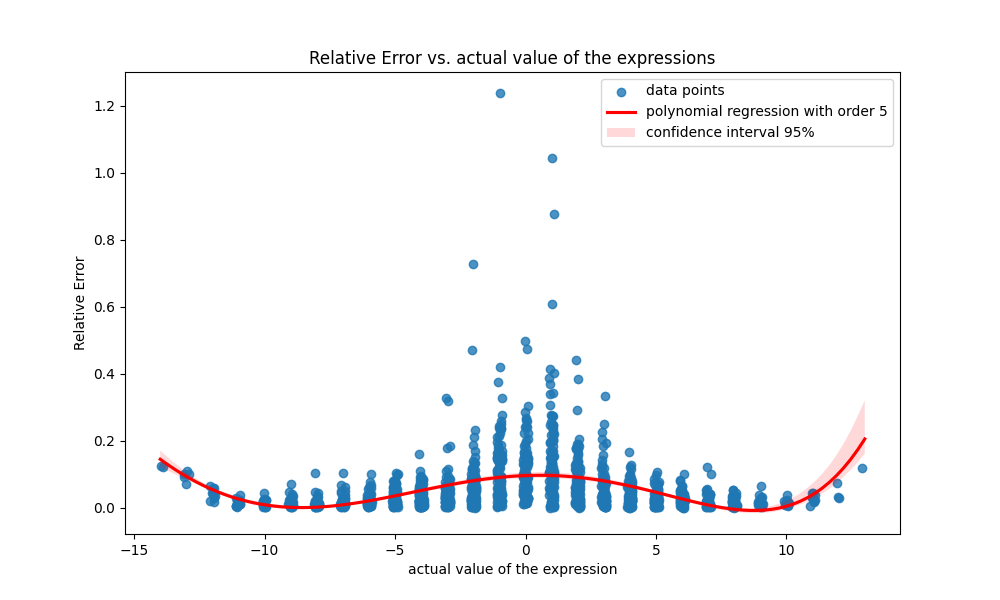 Relative Error vs. actual value of the expressions
data points
polynomial regression with order 5
confidence interval 95%
Relative Error
1.2
1.0
0.8
0.6
0.4
0.2
0.0
−15
−10
−5
0
5
10
actual value of the expression